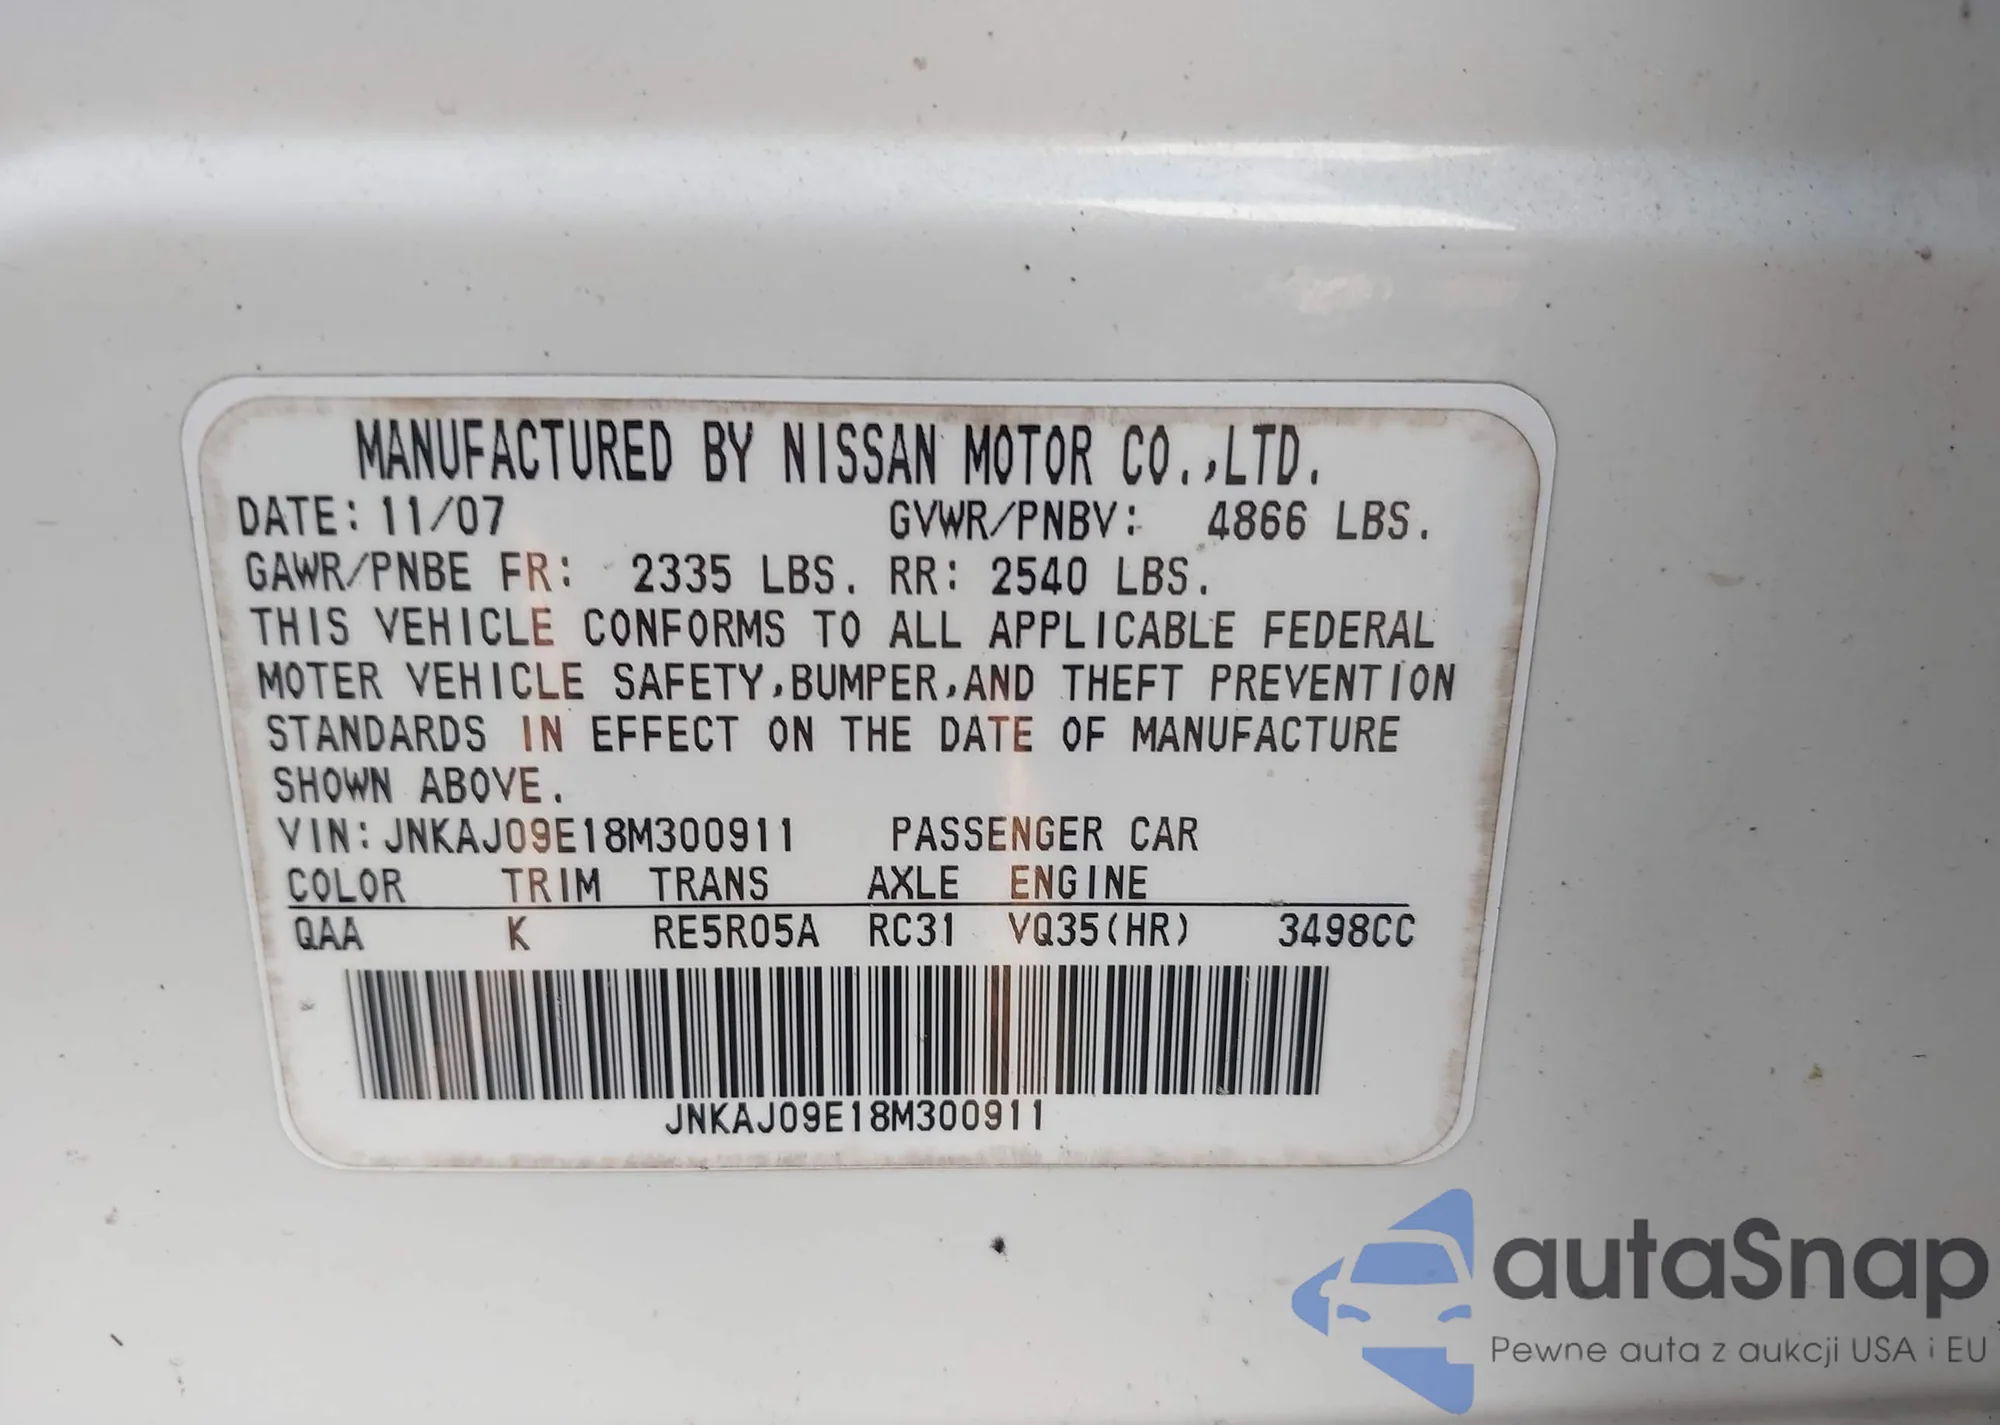 MANUFACTURED BY NISSAN MOTOR CO.,LTD.
DATE: 11/07 GVWR/PNBV: 4866 LBS.
GAWR/PNBE FR: 2335 LBS. RR: 2540 LBS.
THIS VEHICLE CONFORMS TO ALL APPLICABLE FEDERAL
MOTER VEHICLE SAFETY,BUMPER,AND THEFT PREVENTION
STANDARDS IN EFFECT ON THE DATE OF MANUFACTURE
SHOWN ABOVE.
VIN:JNKAJ09E18M300911 PASSENGER CAR
COLOR TRIM TRANS AXLE ENGINE
QAA K RE5R05A RC31 VQ35(HR) 3498CC
JNKAJ09E18M300911
autaSnap
Pewne auta z aukcji USA i EU